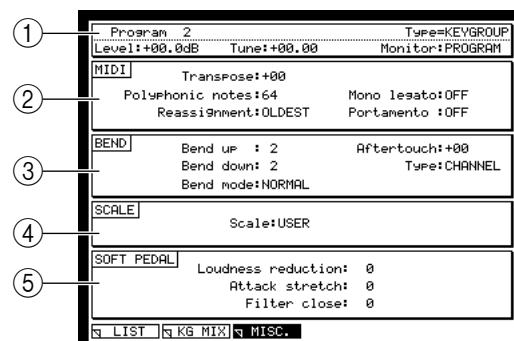 1
Program 2 Type=KEYGROUP
Level:+00.0dB Tune:+00.00 Monitor:PROGRAM
2
MIDI
Transpose:+00
Polyphonic notes:64 Mono legato:OFF
Reassignment:OLDEST Portamento :OFF
3
BEND
Bend up : 2 Aftertouch:+00
Bend down: 2 Type:CHANNEL
Bend mode:NORMAL
4
SCALE
Scale:USER
5
SOFT PEDAL
Loudness reduction: 0
Attack stretch: 0
Filter close: 0
LIST KG MIX MISC.